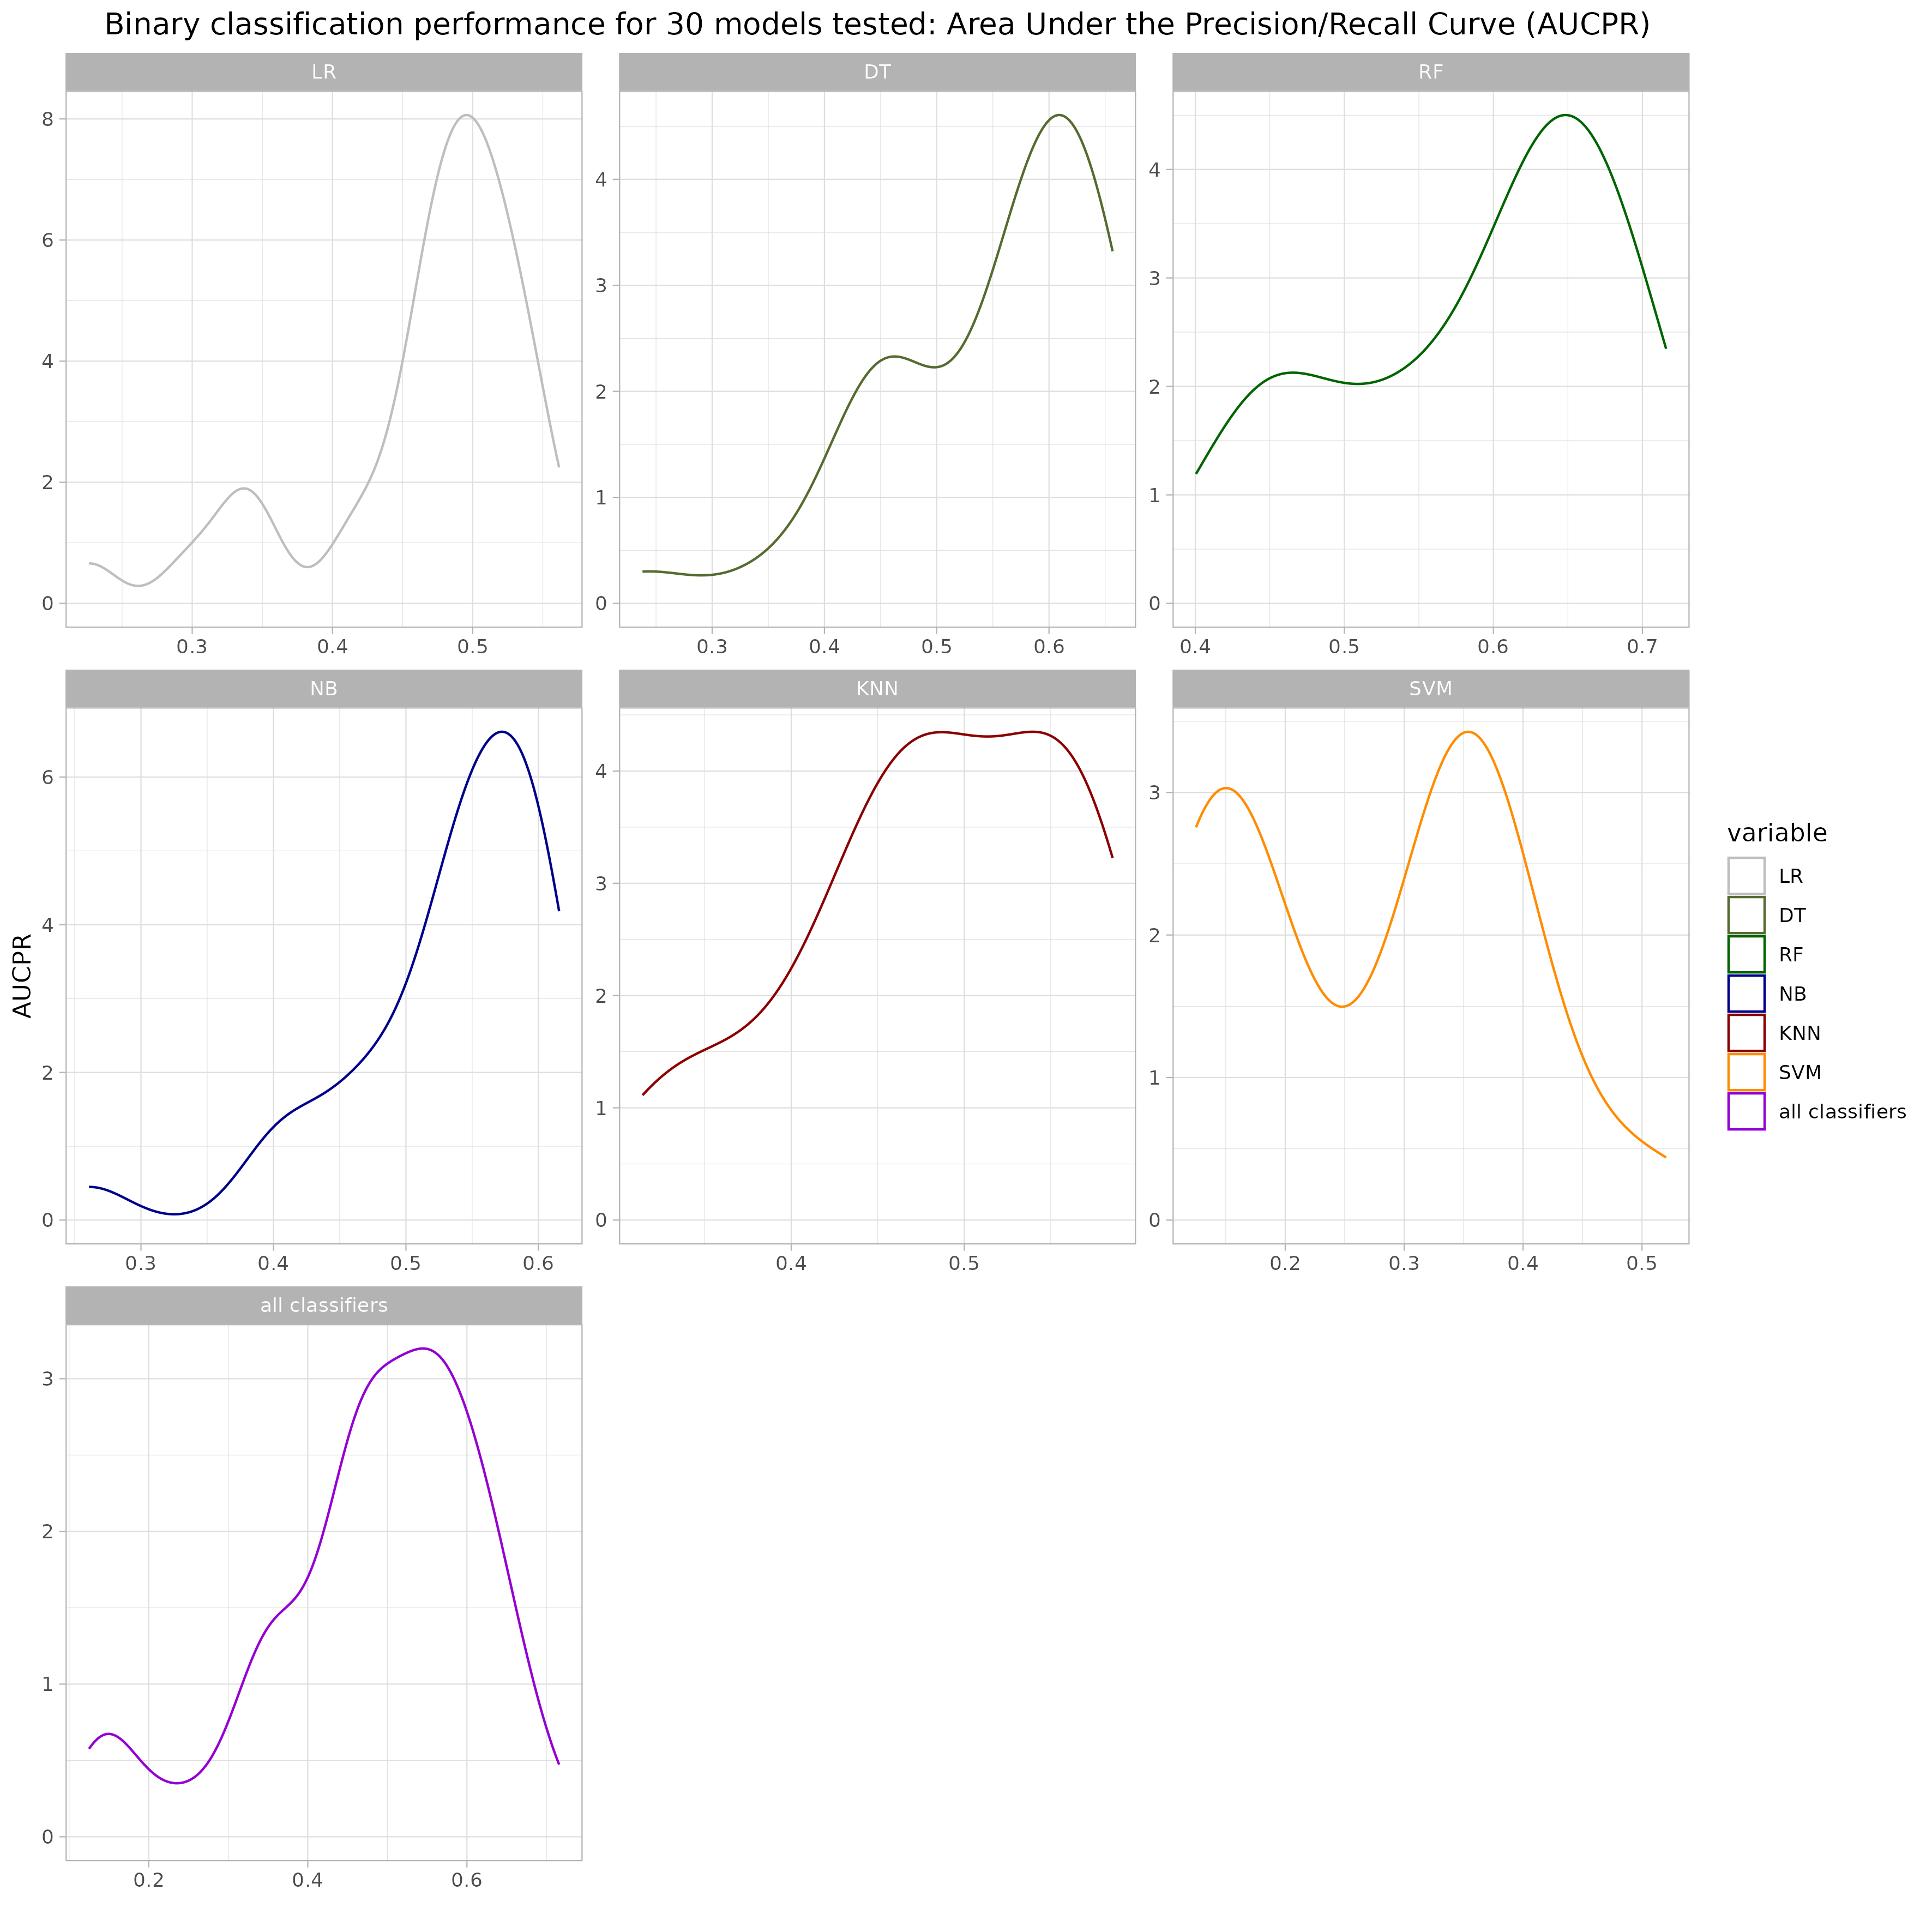 Binary classification performance for 30 models tested: Area Under the Precision/Recall Curve (AUCPR)
LR
DT
RF
8
6
4
2
0
0.3 0.4 0.5
4
3
2
1
0
0.3 0.4 0.5 0.6
4
3
2
1
0
0.4 0.5 0.6 0.7
NB
KNN
SVM
AUCPR
6
4
2
0
0.3 0.4 0.5 0.6
4
3
2
1
0
0.4 0.5
3
2
1
0
0.2 0.3 0.4 0.5
all classifiers
3
2
1
0
0.2 0.4 0.6
variable
LR
DT
RF
NB
KNN
SVM
all classifiers